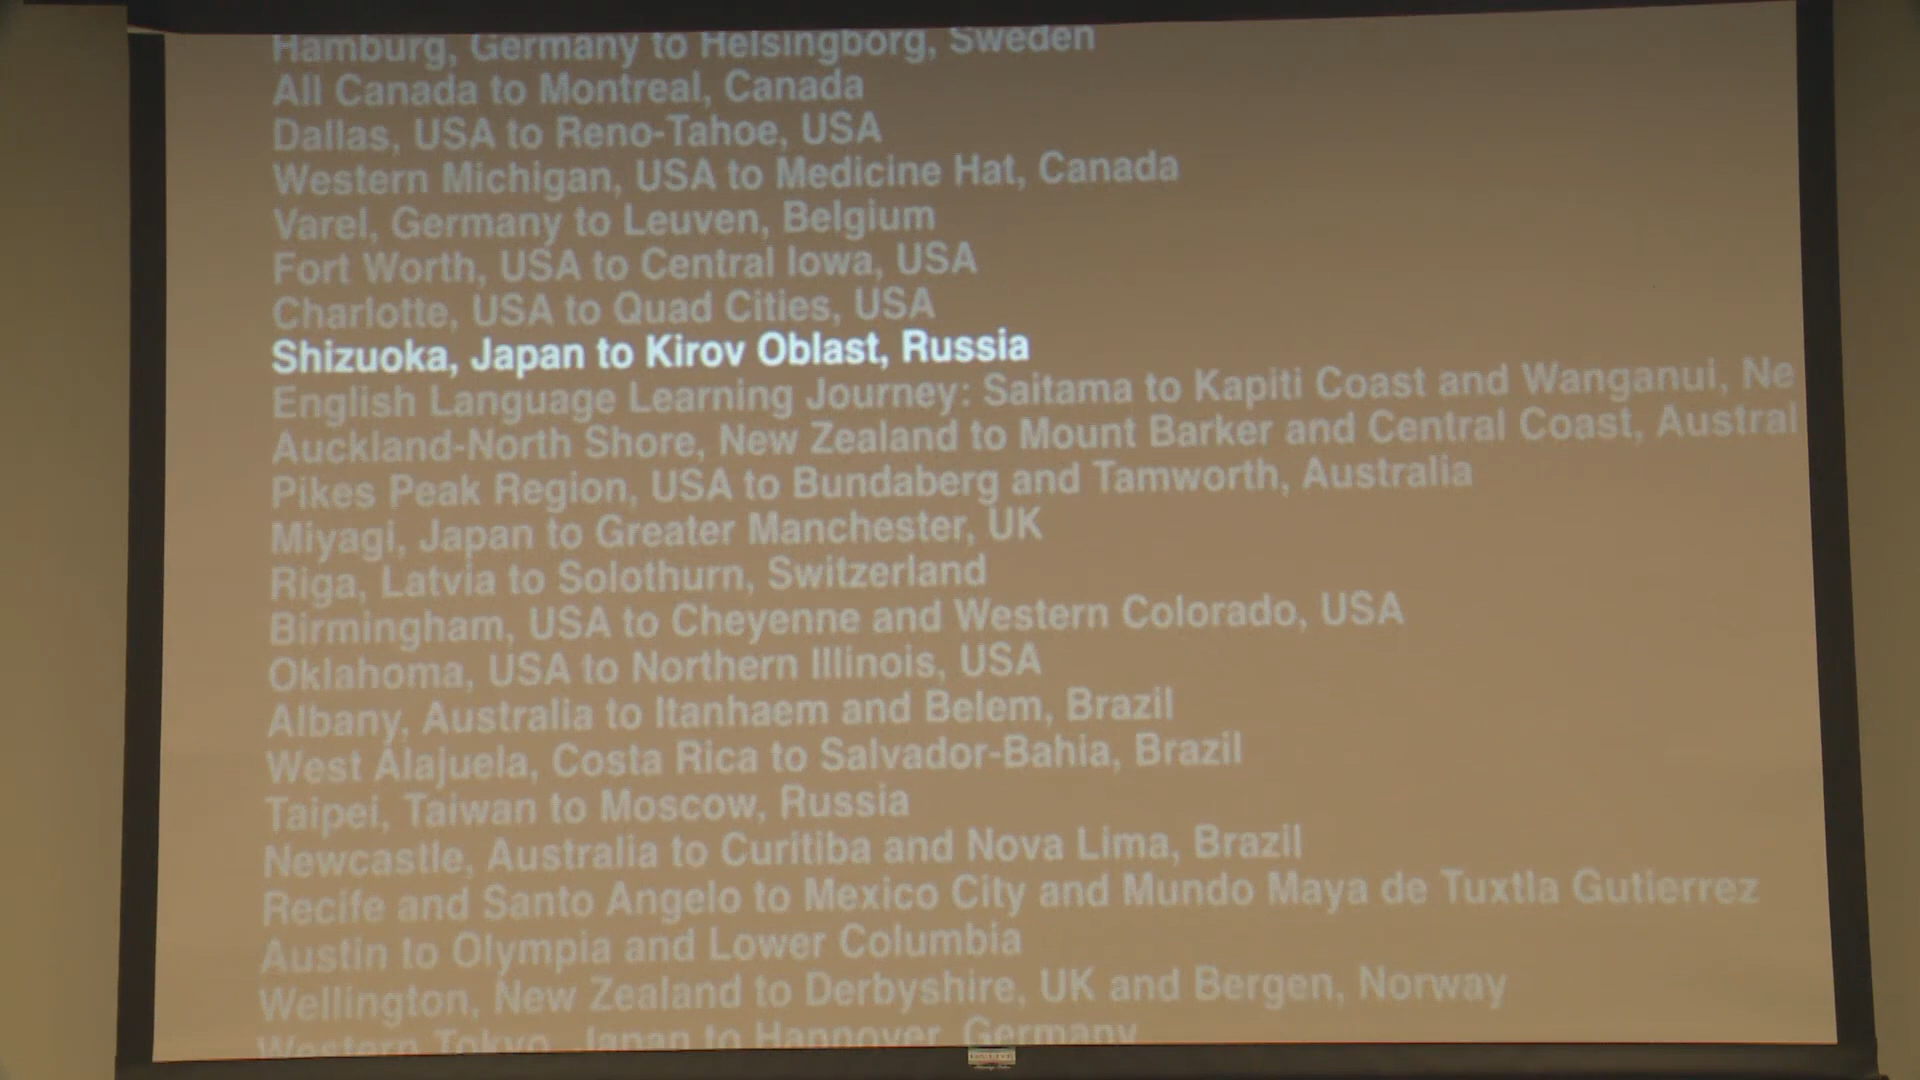 Hamburg, Germany to Helsingborg, Sweden
All Canada to Montreal, Canada
Dallas, USA to Reno-Tahoe, USA
Western Michigan, USA to Medicine Hat, Canada
Varel, Germany to Leuven, Belgium
Fort Worth, USA to Central Iowa, USA
Charlotte, USA to Quad Cities, USA
Shizuoka, Japan to Kirov Oblast, Russia
English Language Learning Journey: Saitama to Kapiti Coast and Wanganui, Ne
Auckland-North Shore, New Zealand to Mount Barker and Central Coast, Austral
Pikes Peak Region, USA to Bundaberg and Tamworth, Australia
Miyagi, Japan to Greater Manchester, UK
Riga, Latvia to Solothurn, Switzerland
Birmingham, USA to Cheyenne and Western Colorado, USA
Oklahoma, USA to Northern Illinois, USA
Albany, Australia to Itanhaem and Belem, Brazil
West Alajuela, Costa Rica to Salvador-Bahia, Brazil
Taipei, Taiwan to Moscow, Russia
Newcastle, Australia to Curitiba and Nova Lima, Brazil
Recife and Santo Angelo to Mexico City and Mundo Maya de Tuxtla Gutierrez
Austin to Olympia and Lower Columbia
Wellington, New Zealand to Derbyshire, UK and Bergen, Norway
Western Tokyo, Japan to Hannover, Germany